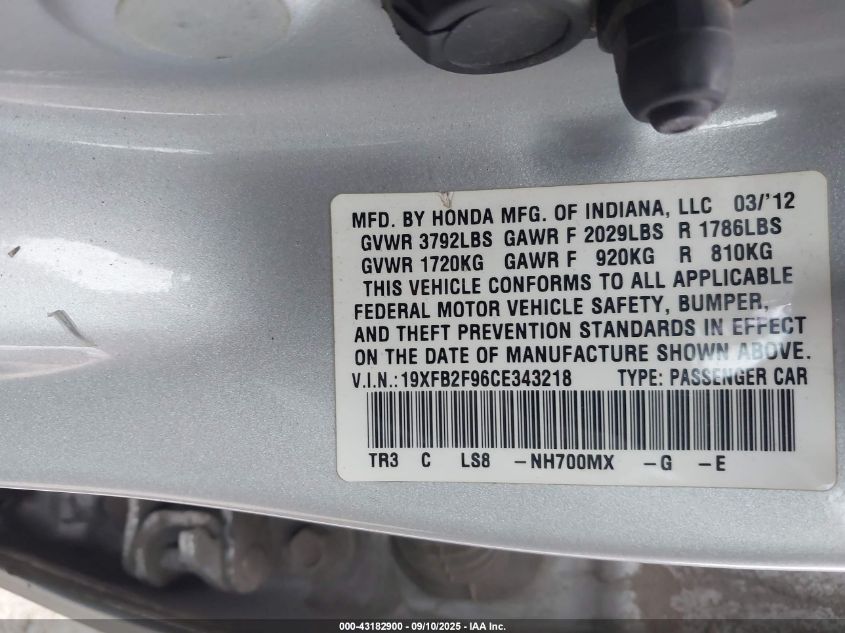 MFD. BY HONDA MFG. OF INDIANA, LLC 03/'12
GVWR 3792LBS GAWR F 2029LBS R 1786LBS
GVWR 1720KG GAWR F 920KG R 810KG
THIS VEHICLE CONFORMS TO ALL APPLICABLE
FEDERAL MOTOR VEHICLE SAFETY, BUMPER,
AND THEFT PREVENTION STANDARDS IN EFFECT
ON THE DATE OF MANUFACTURE SHOWN ABOVE.
V.I.N.:19XFB2F96CE343218 TYPE: PASSENGER CAR
TR3 C LS8 -NH700MX -G -E
000-43182900 - 09/10/2025 - IAA Inc.